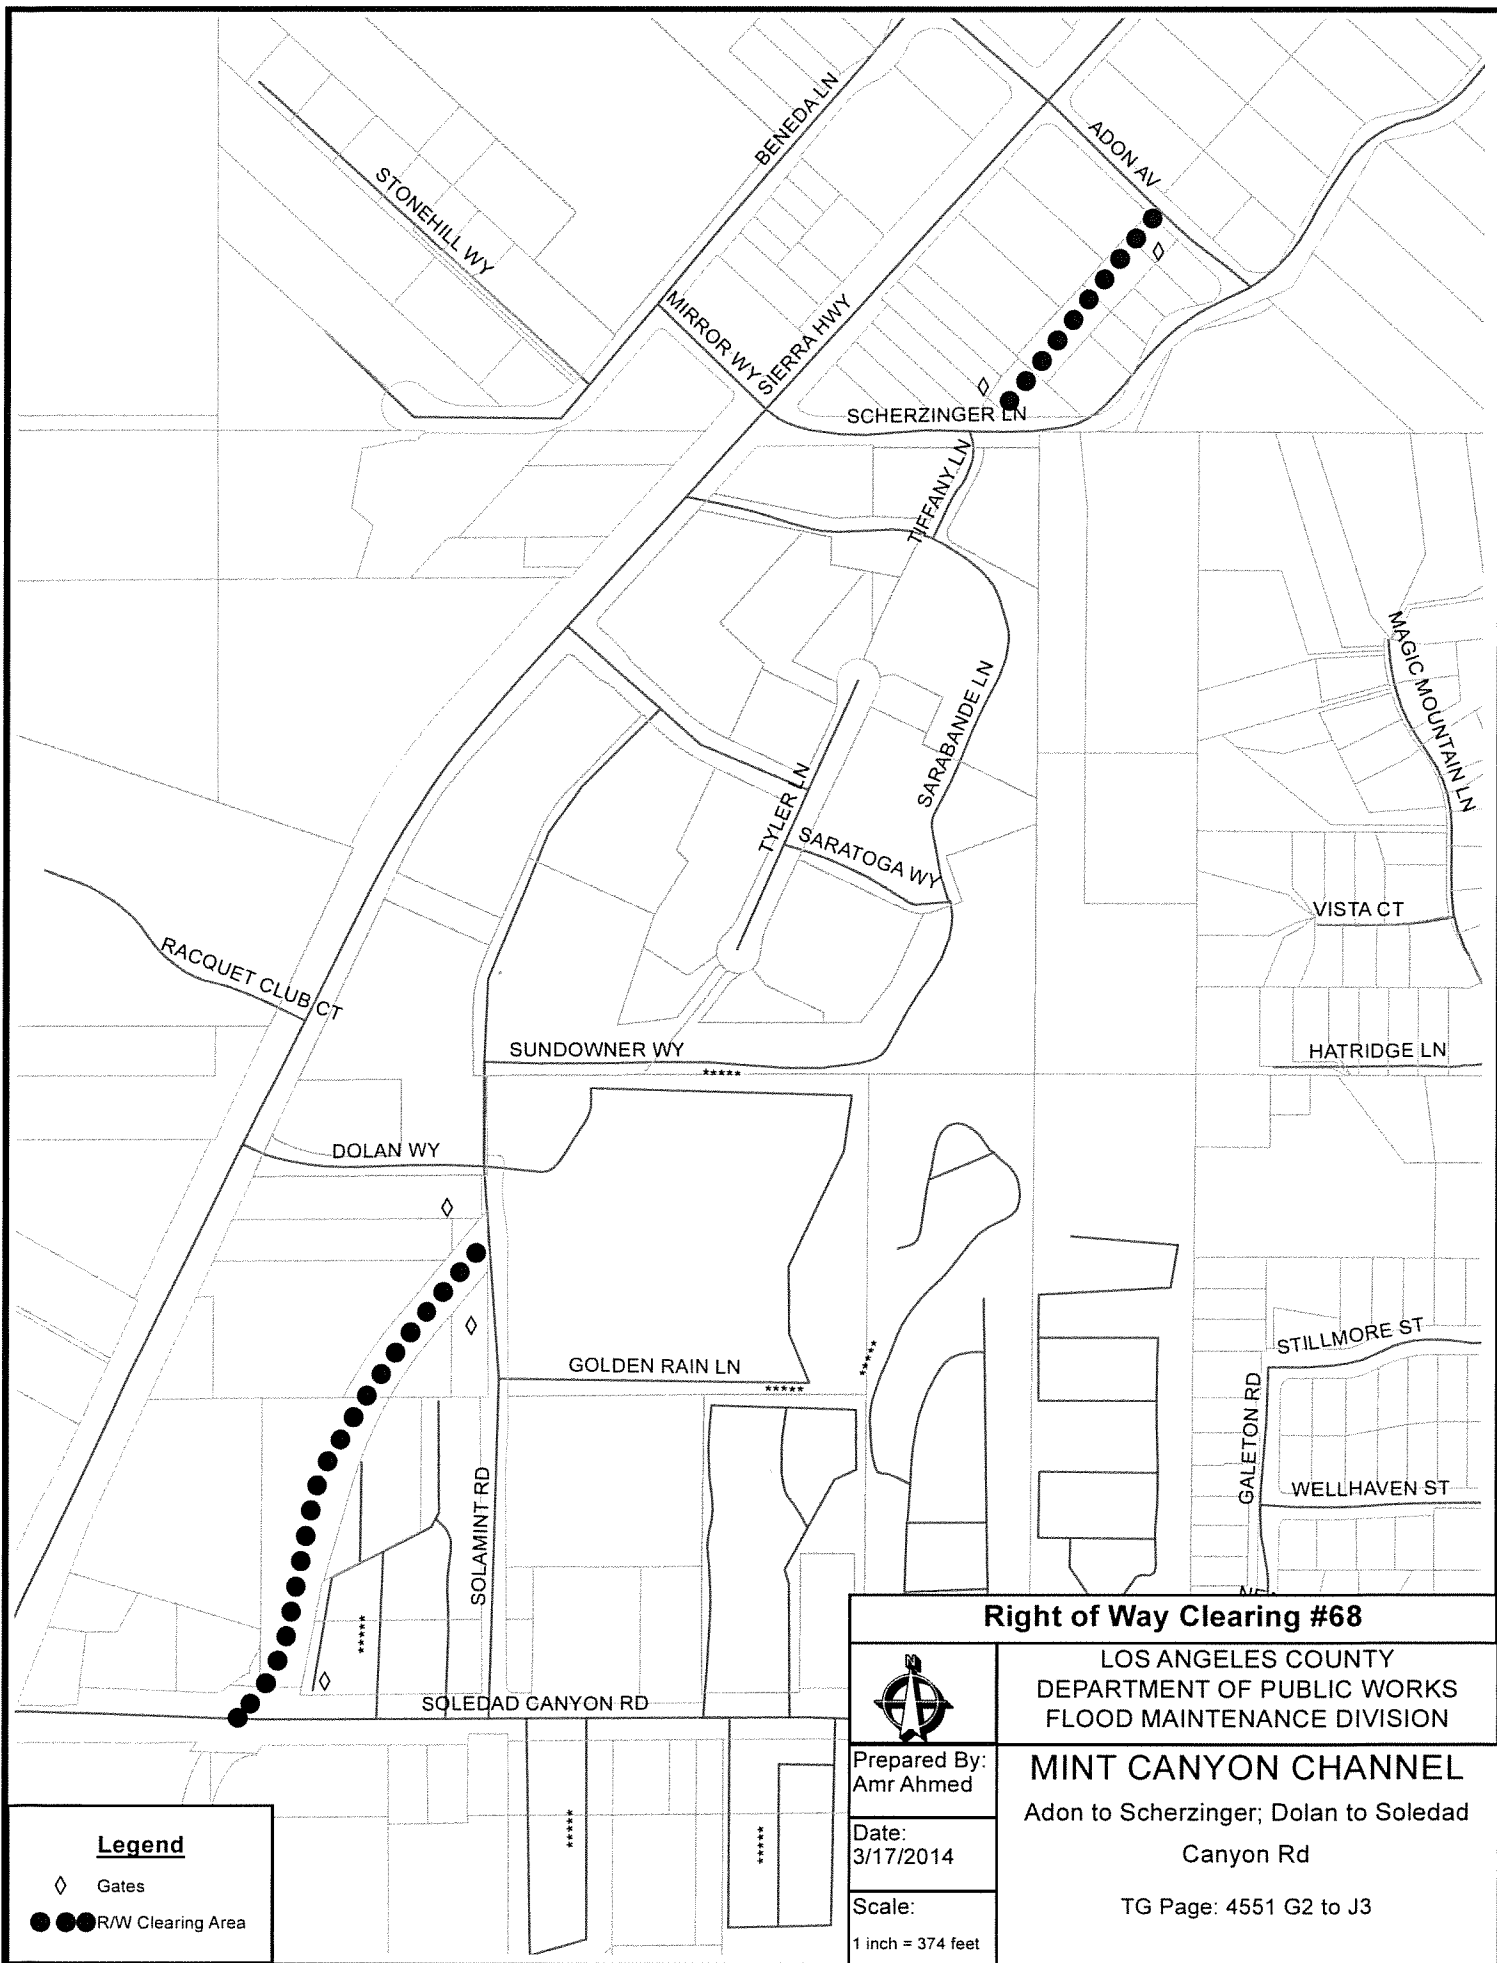 BENEDA LN
ADON AV
STONEHILL WY
MIRROR WY
SIERRA HWY
SCHERZINGER LN
TIFFANY LN
MAGIC MOUNTAIN LN
SARABANDE LN
TYLER LN
SARATOGA WY
VISTA CT
RACQUET CLUB CT
SUNDOWNER WY
*****
HATRIDGE LN
DOLAN WY
STILLMORE ST
GOLDEN RAIN LN
*****
*****
GALETON RD
SOLAMINT RD
WELLHAVEN ST
*****
SOLEDAD CANYON RD
*****
*****
Right of Way Clearing #68
N
LOS ANGELES COUNTY
DEPARTMENT OF PUBLIC WORKS
FLOOD MAINTENANCE DIVISION
Prepared By:
Amr Ahmed
MINT CANYON CHANNEL
Adon to Scherzinger; Dolan to Soledad
Canyon Rd
Date:
3/17/2014
TG Page: 4551 G2 to J3
Scale:
1 inch = 374 feet
Legend
Gates
R/W Clearing Area